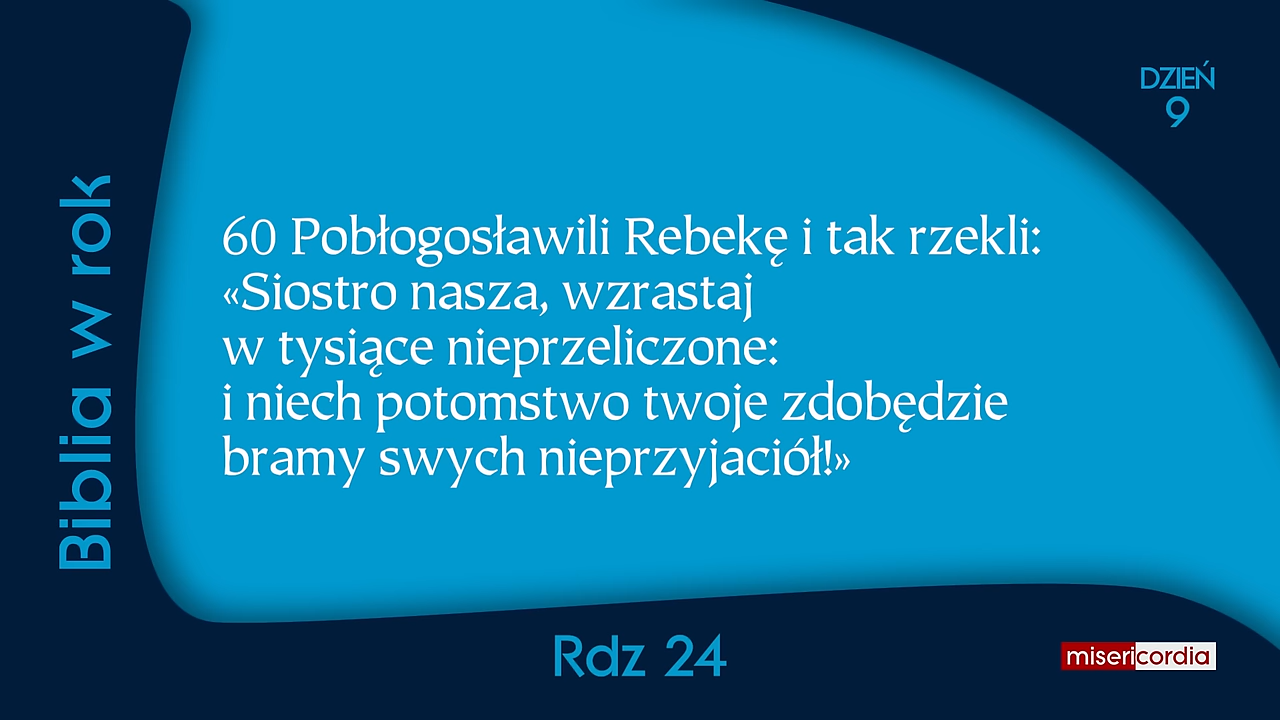 DZIEŃ
9
Biblia w rok
60 Pobłogosławili Rebekę i tak rzekli:
«Siostro nasza, wzrastaj
w tysiące nieprzeliczone:
i niech potomstwo twoje zdobędzie
bramy swych nieprzyjaciół!»
Rdz 24
misericordia